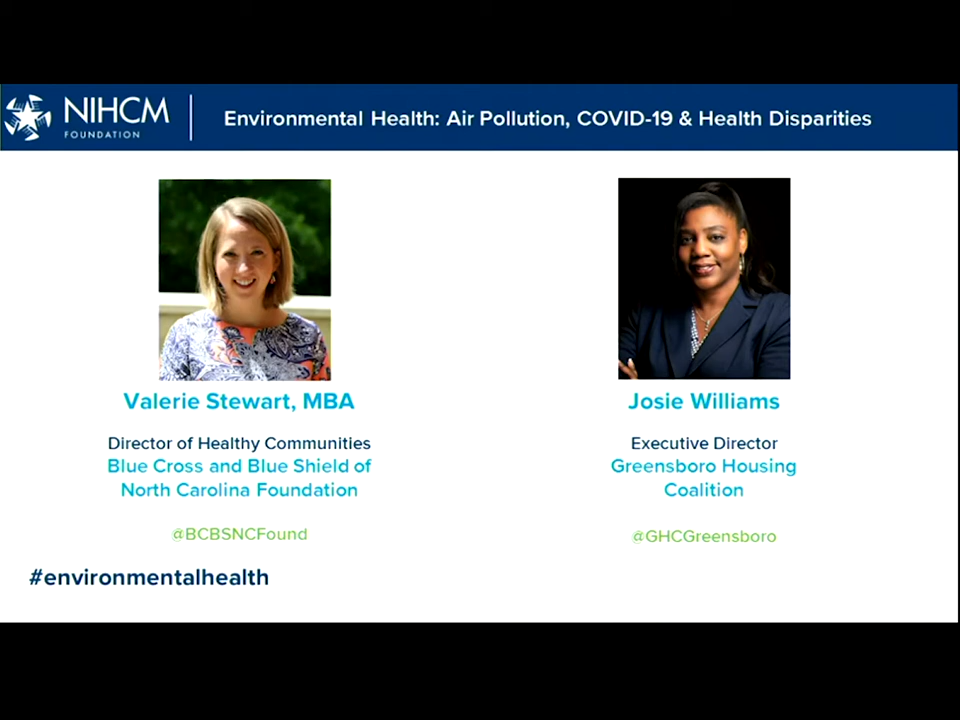 NIHCM
FOUNDATION
Environmental Health: Air Pollution, COVID-19 & Health Disparities
Valerie Stewart, MBA
Director of Healthy Communities
Blue Cross and Blue Shield of
North Carolina Foundation
@BCBSNCFound
Josie Williams
Executive Director
Greensboro Housing
Coalition
@GHCGreensboro
#environmentalhealth